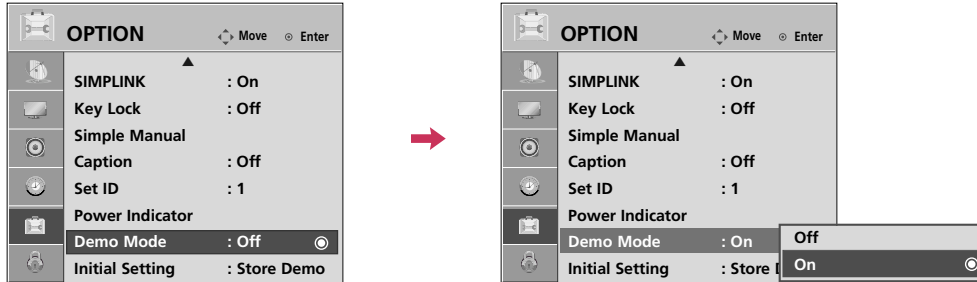 OPTION
Move
Enter
SIMPLINK : On
Key Lock : Off
Simple Manual
Caption : Off
Set ID : 1
Power Indicator
Demo Mode : Off
Initial Setting : Store Demo
OPTION
Move
Enter
SIMPLINK : On
Key Lock : Off
Simple Manual
Caption : Off
Set ID : 1
Power Indicator
Demo Mode : On
Initial Setting : Store
Off
On